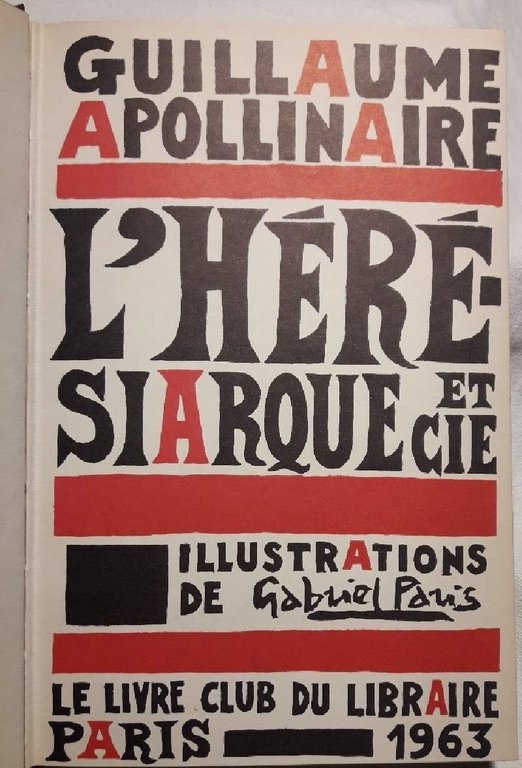 GUILLAUME
APOLLINAIRE
L'HÉRÉ-
SIARQUE ET CIE
ILLUSTRATIONS
DE Gabriel Paris
LE LIVRE CLUB DU LIBRAIRE
PARIS 1963